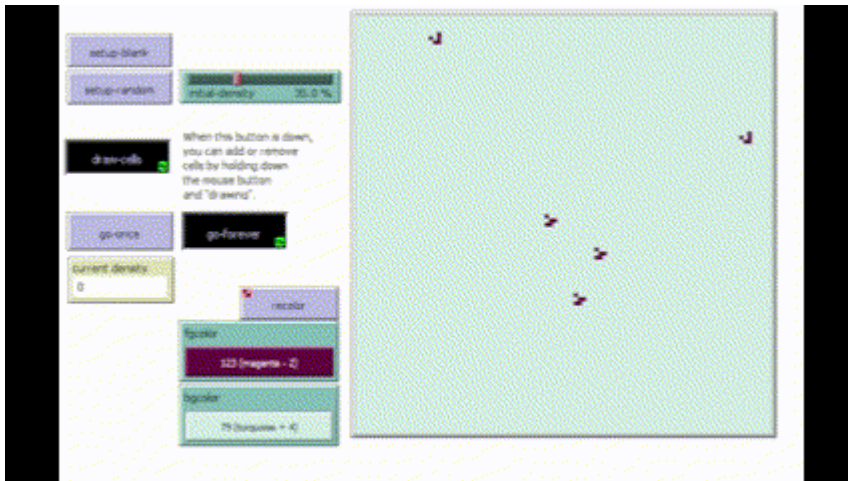 setup-blank
setup-random
initial-density 35.0 %
draw-cells
When this button is down,
you can add or remove
cells by holding down
the mouse button
and "drawing".
go-once
go-forever
current density
0
recolor
fgcolor
123 (magenta - 2)
bgcolor
79 (turquoise + 4)